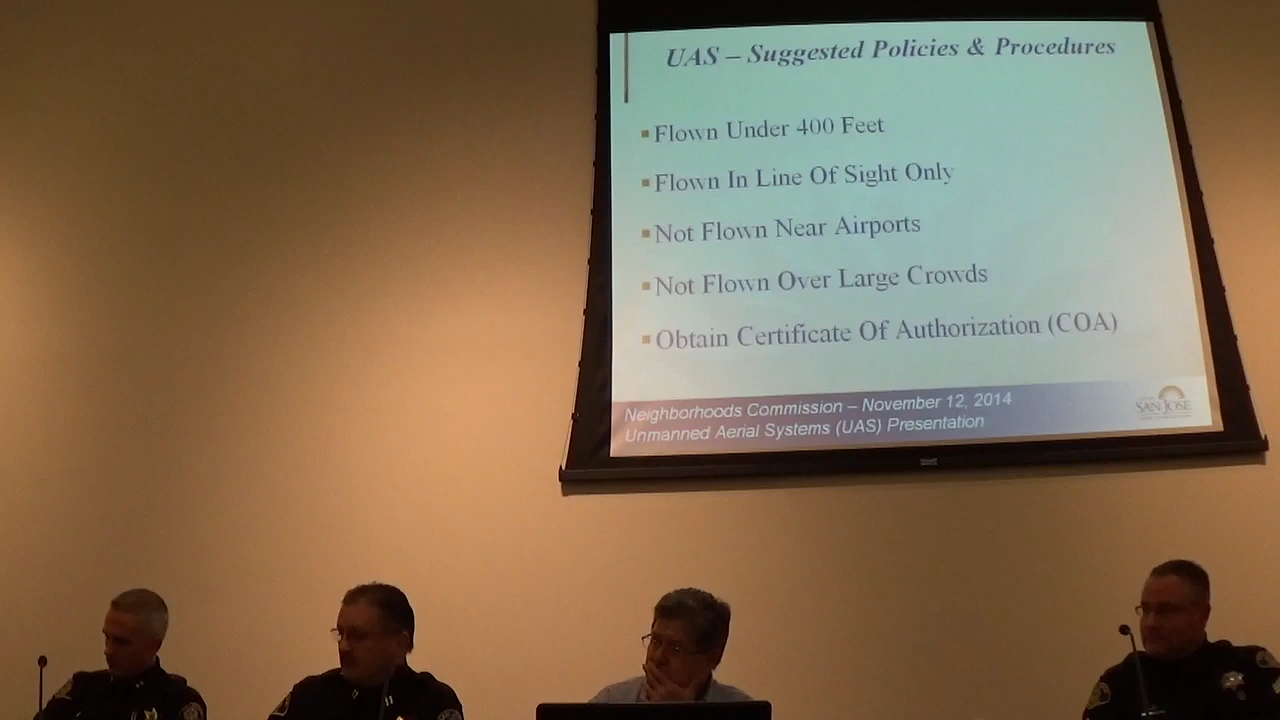 UAS – Suggested Policies & Procedures
▪Flown Under 400 Feet
▪Flown In Line Of Sight Only
▪Not Flown Near Airports
▪Not Flown Over Large Crowds
▪Obtain Certificate Of Authorization (COA)
Neighborhoods Commission – November 12, 2014
Unmanned Aerial Systems (UAS) Presentation
SAN JOSE